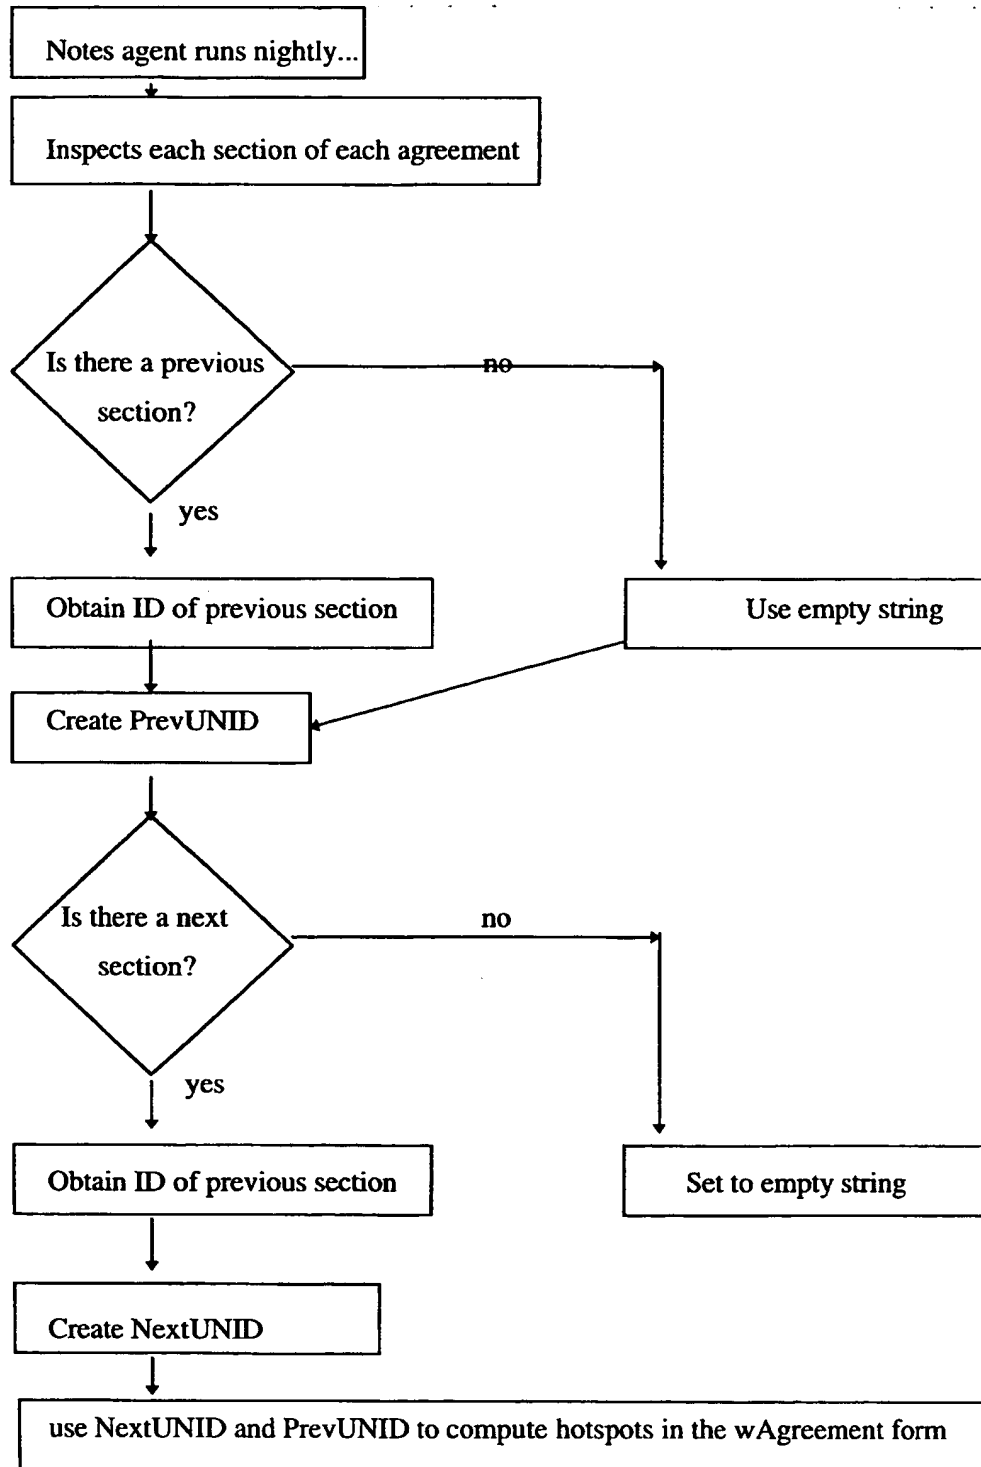 Notes agent runs nightly...
Inspects each section of each agreement
Is there a previous
section?
no
yes
Obtain ID of previous section
Use empty string
Create PrevUNID
Is there a next
section?
no
yes
Obtain ID of previous section
Set to empty string
Create NextUNID
use NextUNID and PrevUNID to compute hotspots in the wAgreement form